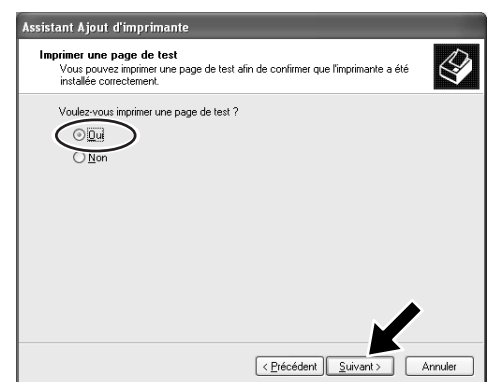 Assistant Ajout d'imprimante
Imprimer une page de test
Vous pouvez imprimer une page de test afin de confirmer que l'imprimante a été
installée correctement.
Voulez-vous imprimer une page de test ?
Oui
Non
< Précédent Suivant > Annuler